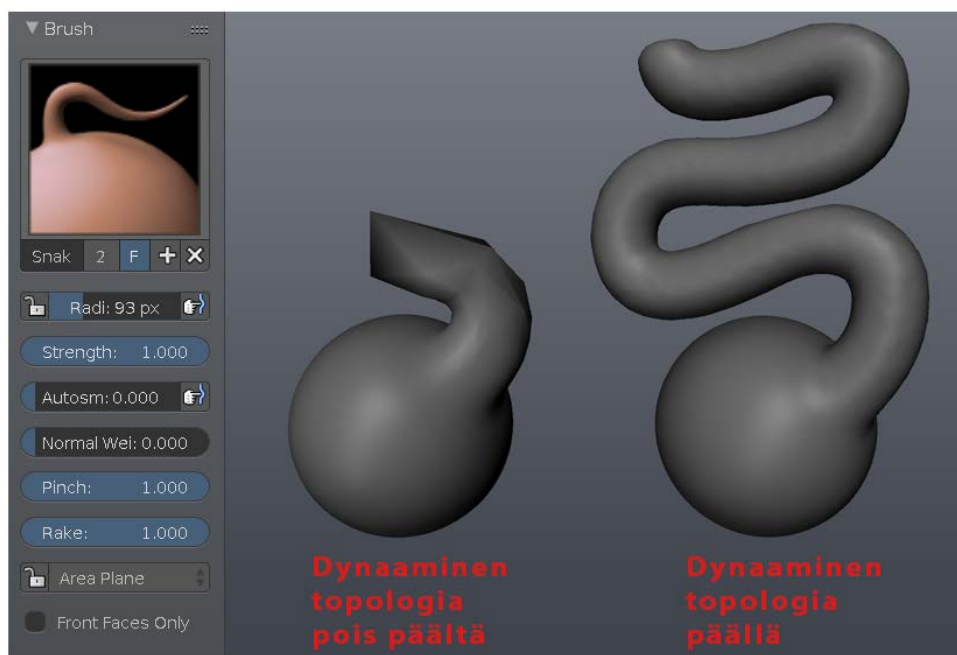 Brush
Snak 2 F
Radi: 93 px
Strength: 1.000
Autosm: 0.000
Normal Wei: 0.000
Pinch: 1.000
Rake: 1.000
Area Plane
Front Faces Only
Dynaaminen
topologia
pois päältä
Dynaaminen
topologia
päällä